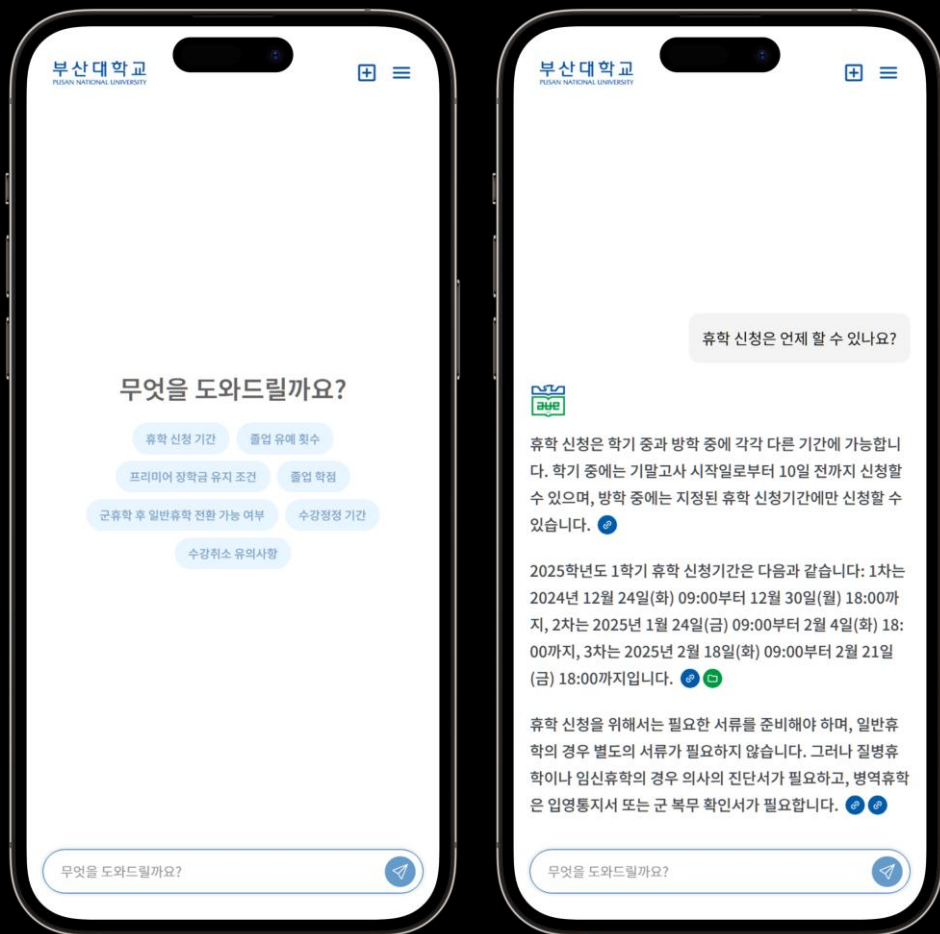 부산대학교
PUSAN NATIONAL UNIVERSITY
무엇을 도와드릴까요?
휴학 신청 기간
졸업 유예 횟수
프리미어 장학금 유지 조건
졸업 학점
군휴학 후 일반휴학 전환 가능 여부
수강정정 기간
수강취소 유의사항
무엇을 도와드릴까요?
부산대학교
PUSAN NATIONAL UNIVERSITY
휴학 신청은 언제 할 수 있나요?
휴학 신청은 학기 중과 방학 중에 각각 다른 기간에 가능합니
다. 학기 중에는 기말고사 시작일로부터 10일 전까지 신청할
수 있으며, 방학 중에는 지정된 휴학 신청기간에만 신청할 수
있습니다.
2025학년도 1학기 휴학 신청기간은 다음과 같습니다: 1차는
2024년 12월 24일(화) 09:00부터 12월 30일(월) 18:00까
지, 2차는 2025년 1월 24일(금) 09:00부터 2월 4일(화) 18:
00까지, 3차는 2025년 2월 18일(화) 09:00부터 2월 21일
(금) 18:00까지입니다.
휴학 신청을 위해서는 필요한 서류를 준비해야 하며, 일반휴
학의 경우 별도의 서류가 필요하지 않습니다. 그러나 질병휴
학이나 임신휴학의 경우 의사의 진단서가 필요하고, 병역휴학
은 입영통지서 또는 군 복무 확인서가 필요합니다.
무엇을 도와드릴까요?